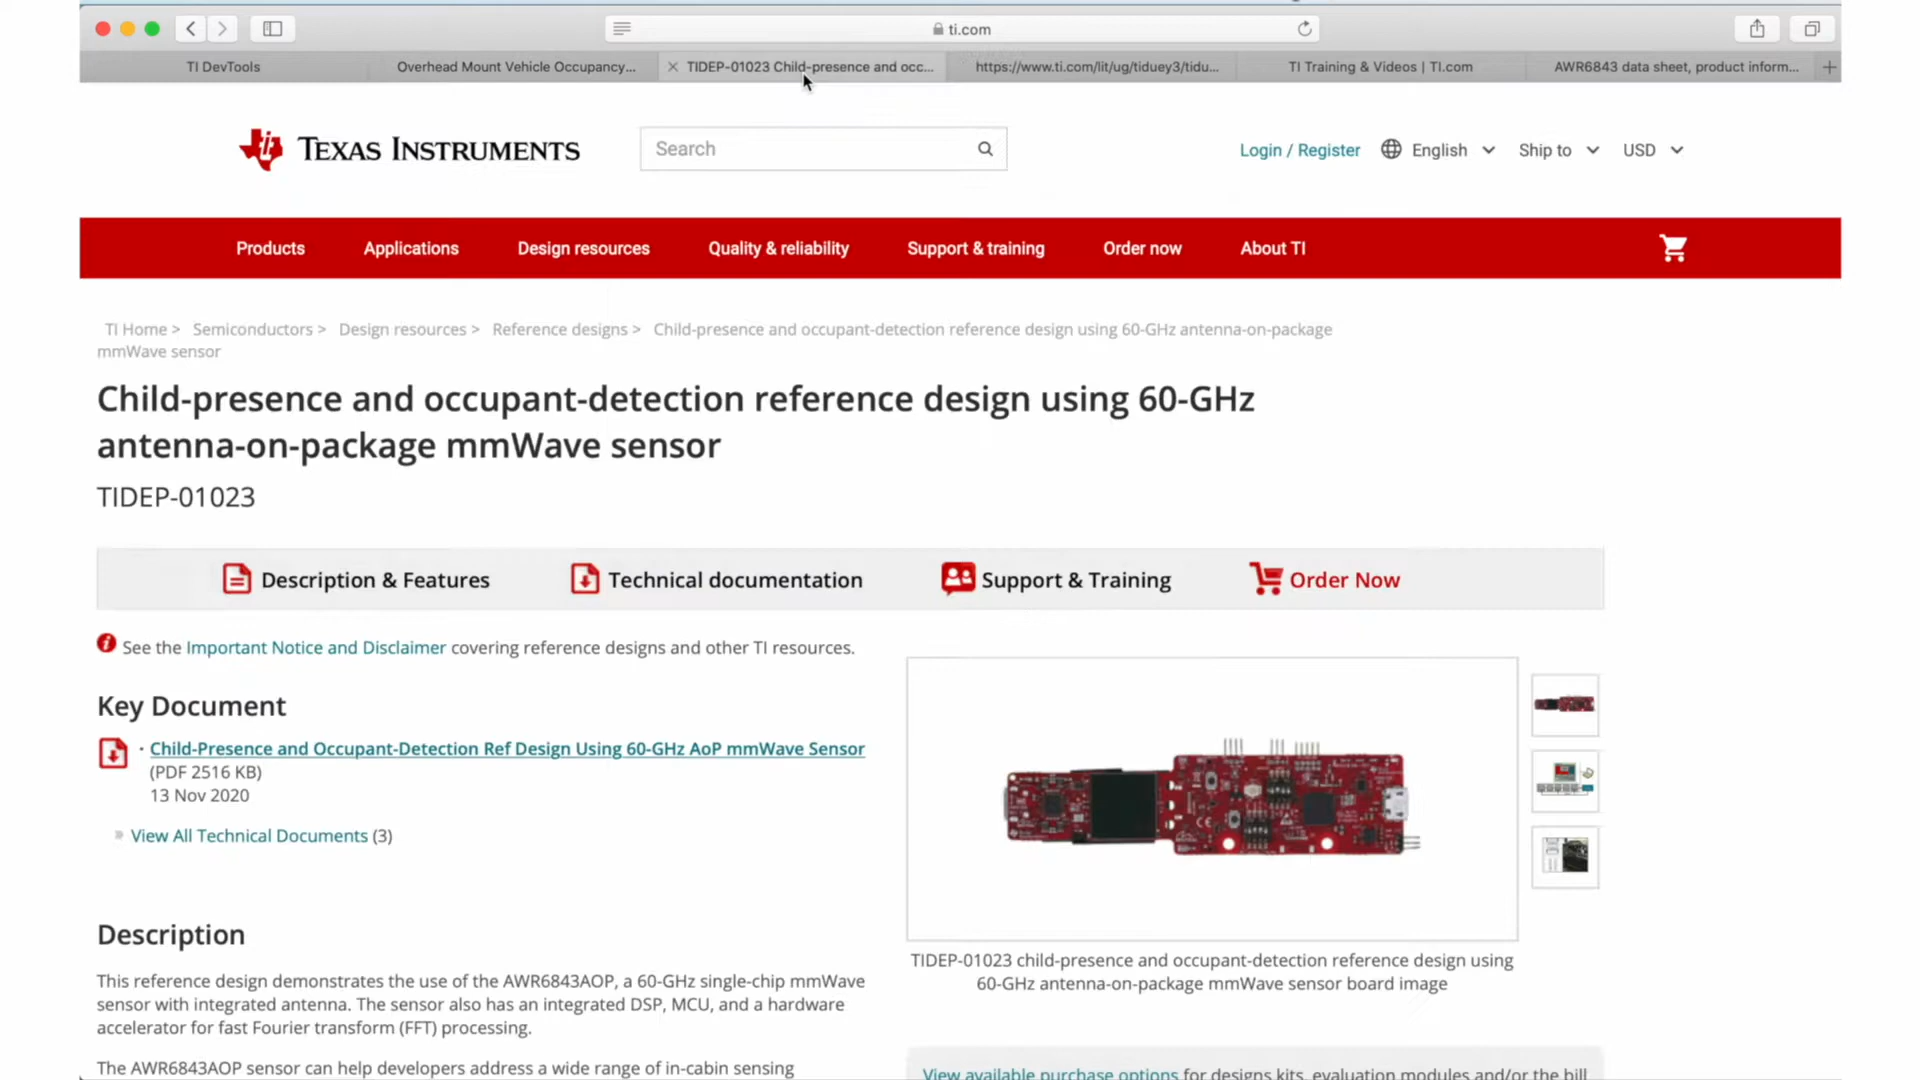 ti.com
TI DevTools
Overhead Mount Vehicle Occupancy...
TIDEP-01023 Child-presence and occ...
https://www.ti.com/lit/ug/tiduey3/tidu...
TI Training & Videos | TI.com
AWR6843 data sheet, product inform...
TEXAS INSTRUMENTS
Search
Login / Register
English
Ship to
USD
Products
Applications
Design resources
Quality & reliability
Support & training
Order now
About TI
TI Home > Semiconductors > Design resources > Reference designs > Child-presence and occupant-detection reference design using 60-GHz antenna-on-package
mmWave sensor
Child-presence and occupant-detection reference design using 60-GHz
antenna-on-package mmWave sensor
TIDEP-01023
Description & Features
Technical documentation
Support & Training
Order Now
See the Important Notice and Disclaimer covering reference designs and other TI resources.
Key Document
· Child-Presence and Occupant-Detection Ref Design Using 60-GHz AoP mmWave Sensor
(PDF 2516 KB)
13 Nov 2020
» View All Technical Documents (3)
Description
This reference design demonstrates the use of the AWR6843AOP, a 60-GHz single-chip mmWave
sensor with integrated antenna. The sensor also has an integrated DSP, MCU, and a hardware
accelerator for fast Fourier transform (FFT) processing.
The AWR6843AOP sensor can help developers address a wide range of in-cabin sensing
TIDEP-01023 child-presence and occupant-detection reference design using
60-GHz antenna-on-package mmWave sensor board image
View available purchase options for designs kits, evaluation modules and/or the bill